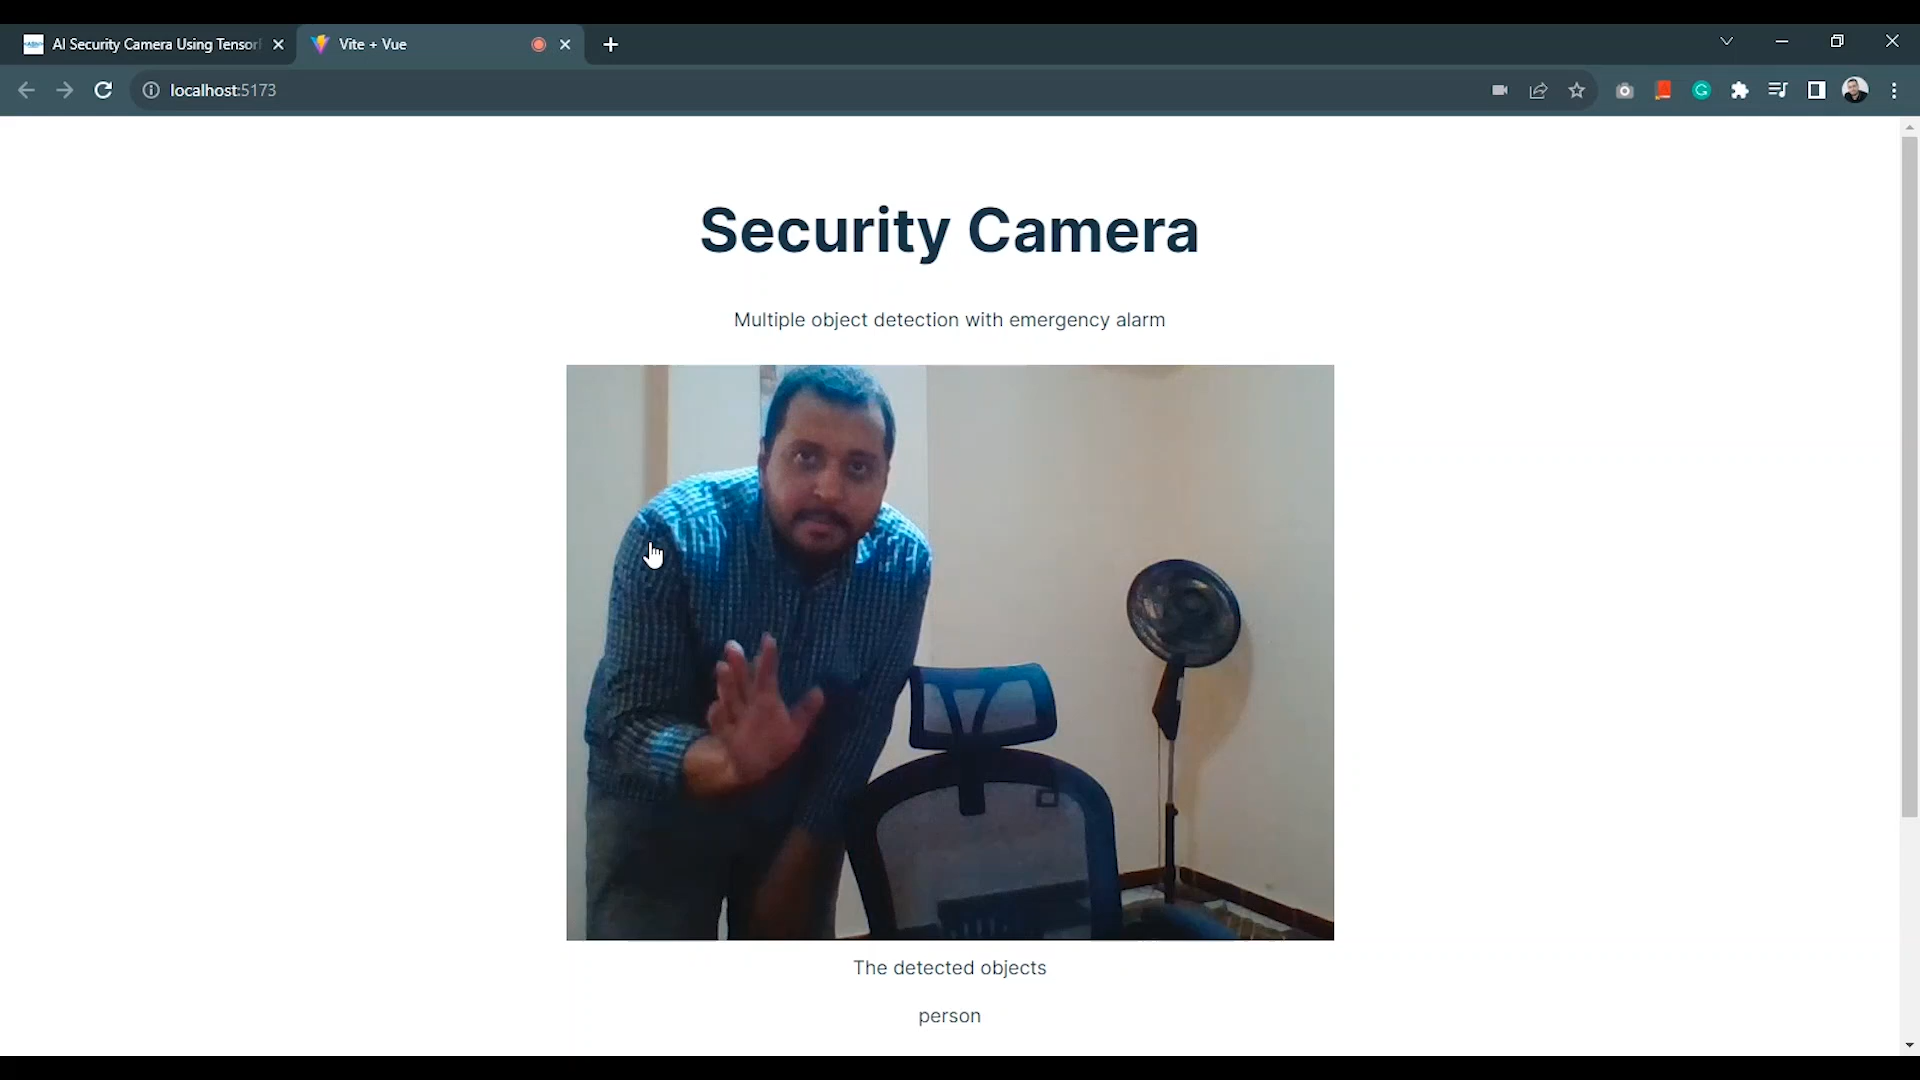 AI Security Camera Using Tensorf
Vite + Vue
localhost:5173
Security Camera
Multiple object detection with emergency alarm
The detected objects
person